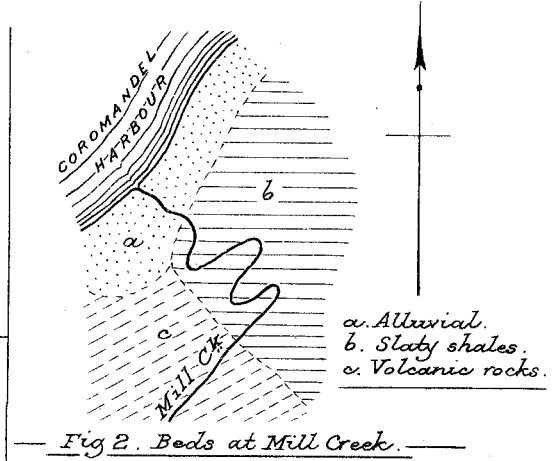 COROMANDEL
HARBOUR
b
a
c
Mill Ck.
a. Alluvial.
b. Slaty shales.
c. Volcanic rocks.
Fig 2. Beds at Mill Creek.